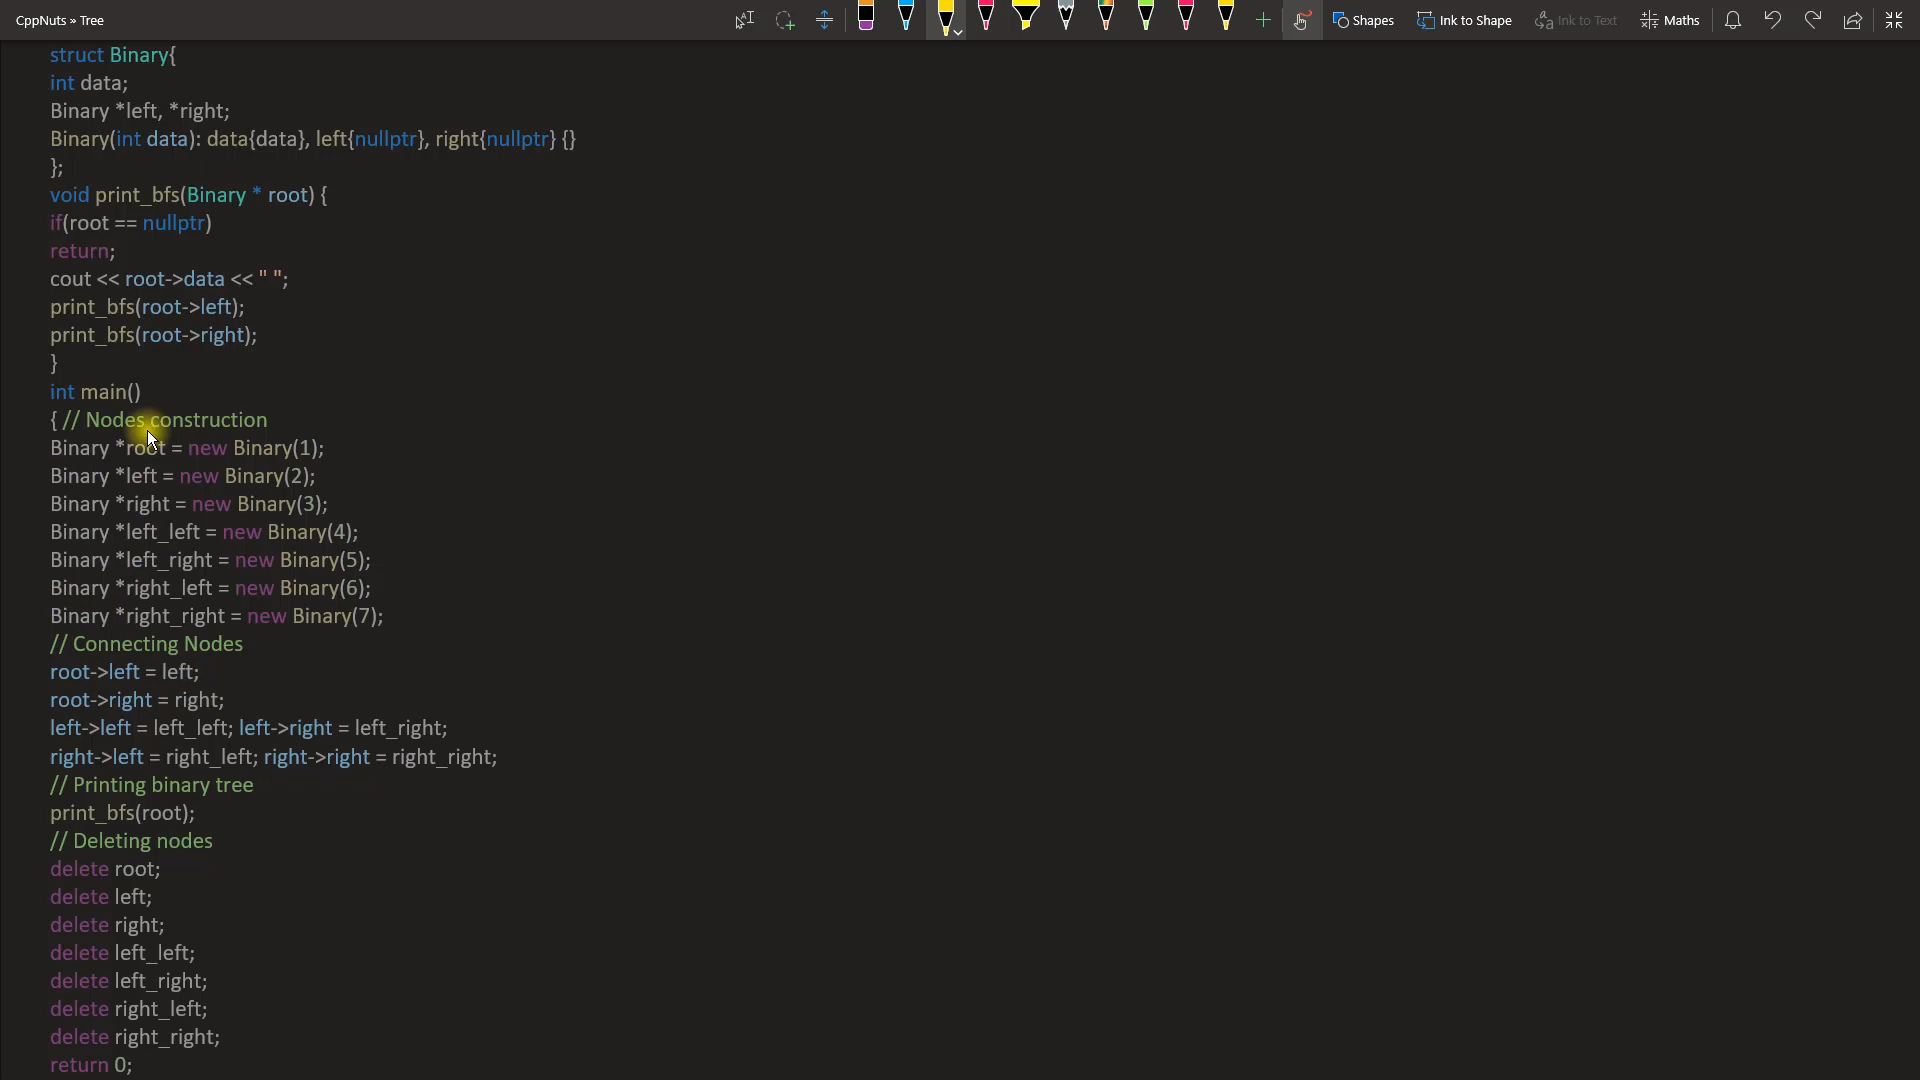 CppNuts » Tree
Shapes
Ink to Shape
Ink to Text
Maths
struct Binary{
int data;
Binary *left, *right;
Binary(int data): data{data}, left{nullptr}, right{nullptr} {}
};
void print_bfs(Binary * root) {
if(root == nullptr)
return;
cout << root->data << " ";
print_bfs(root->left);
print_bfs(root->right);
}
int main()
{ // Nodes construction
Binary *root = new Binary(1);
Binary *left = new Binary(2);
Binary *right = new Binary(3);
Binary *left_left = new Binary(4);
Binary *left_right = new Binary(5);
Binary *right_left = new Binary(6);
Binary *right_right = new Binary(7);
// Connecting Nodes
root->left = left;
root->right = right;
left->left = left_left; left->right = left_right;
right->left = right_left; right->right = right_right;
// Printing binary tree
print_bfs(root);
// Deleting nodes
delete root;
delete left;
delete right;
delete left_left;
delete left_right;
delete right_left;
delete right_right;
return 0;